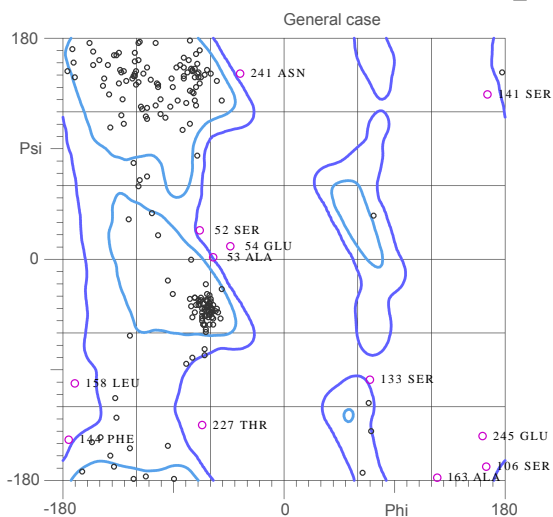 General case
180
241 ASN
141 SER
Psi
52 SER
54 GLU
0
53 ALA
158 LEU
133 SER
227 THR
144 PHE
245 GLU
106 SER
163 ALA
-180
-180
0
Phi
180